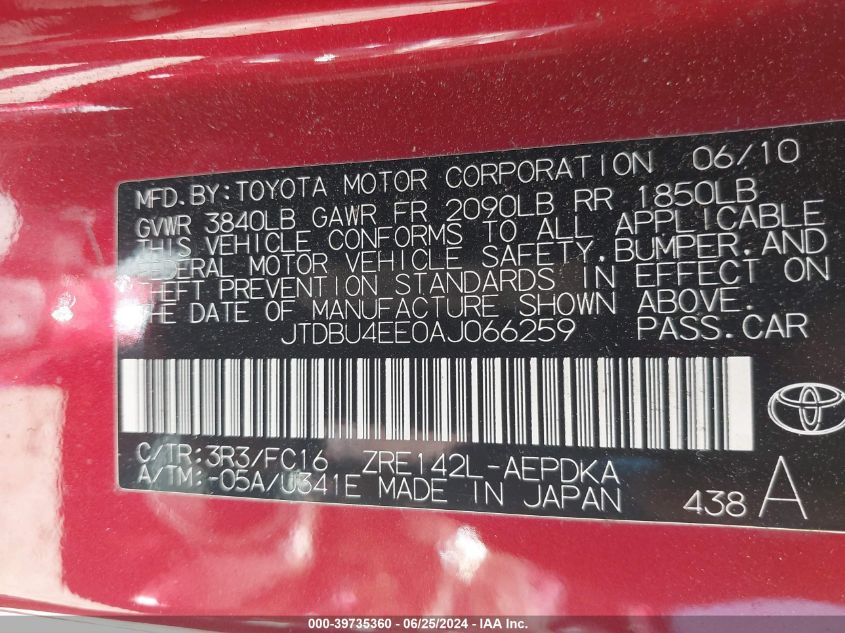 MFD.BY:TOYOTA MOTOR CORPORATION 06/10
GVWR 3840LB GAWR FR 2090LB RR 1850LB
THIS VEHICLE CONFORMS TO ALL APPLICABLE
FEDERAL MOTOR VEHICLE SAFETY,BUMPER,AND
THEFT PREVENTION STANDARDS IN EFFECT ON
THE DATE OF MANUFACTURE SHOWN ABOVE.
JTDBU4EE0AJ066259 PASS.CAR
C/TR:3R3/FC16 ZRE142L-AEPDKA
A/TM:-05A/U341E MADE IN JAPAN
438 A
000-39735360 - 06/25/2024 - IAA Inc.